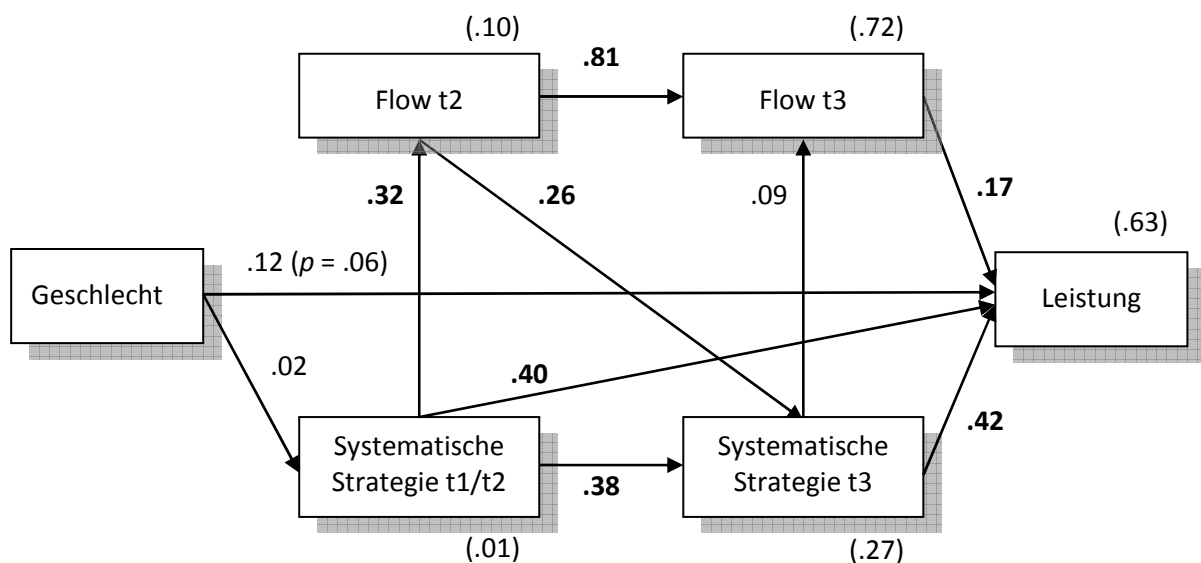 (.10)
(.72)
.81
Flow t2
Flow t3
.32
.26
.09
.17
(.63)
.12 (p = .06)
Geschlecht
Leistung
.02
.40
.42
Systematische
Strategie t1/t2
.38
Systematische
Strategie t3
(.01)
(.27)